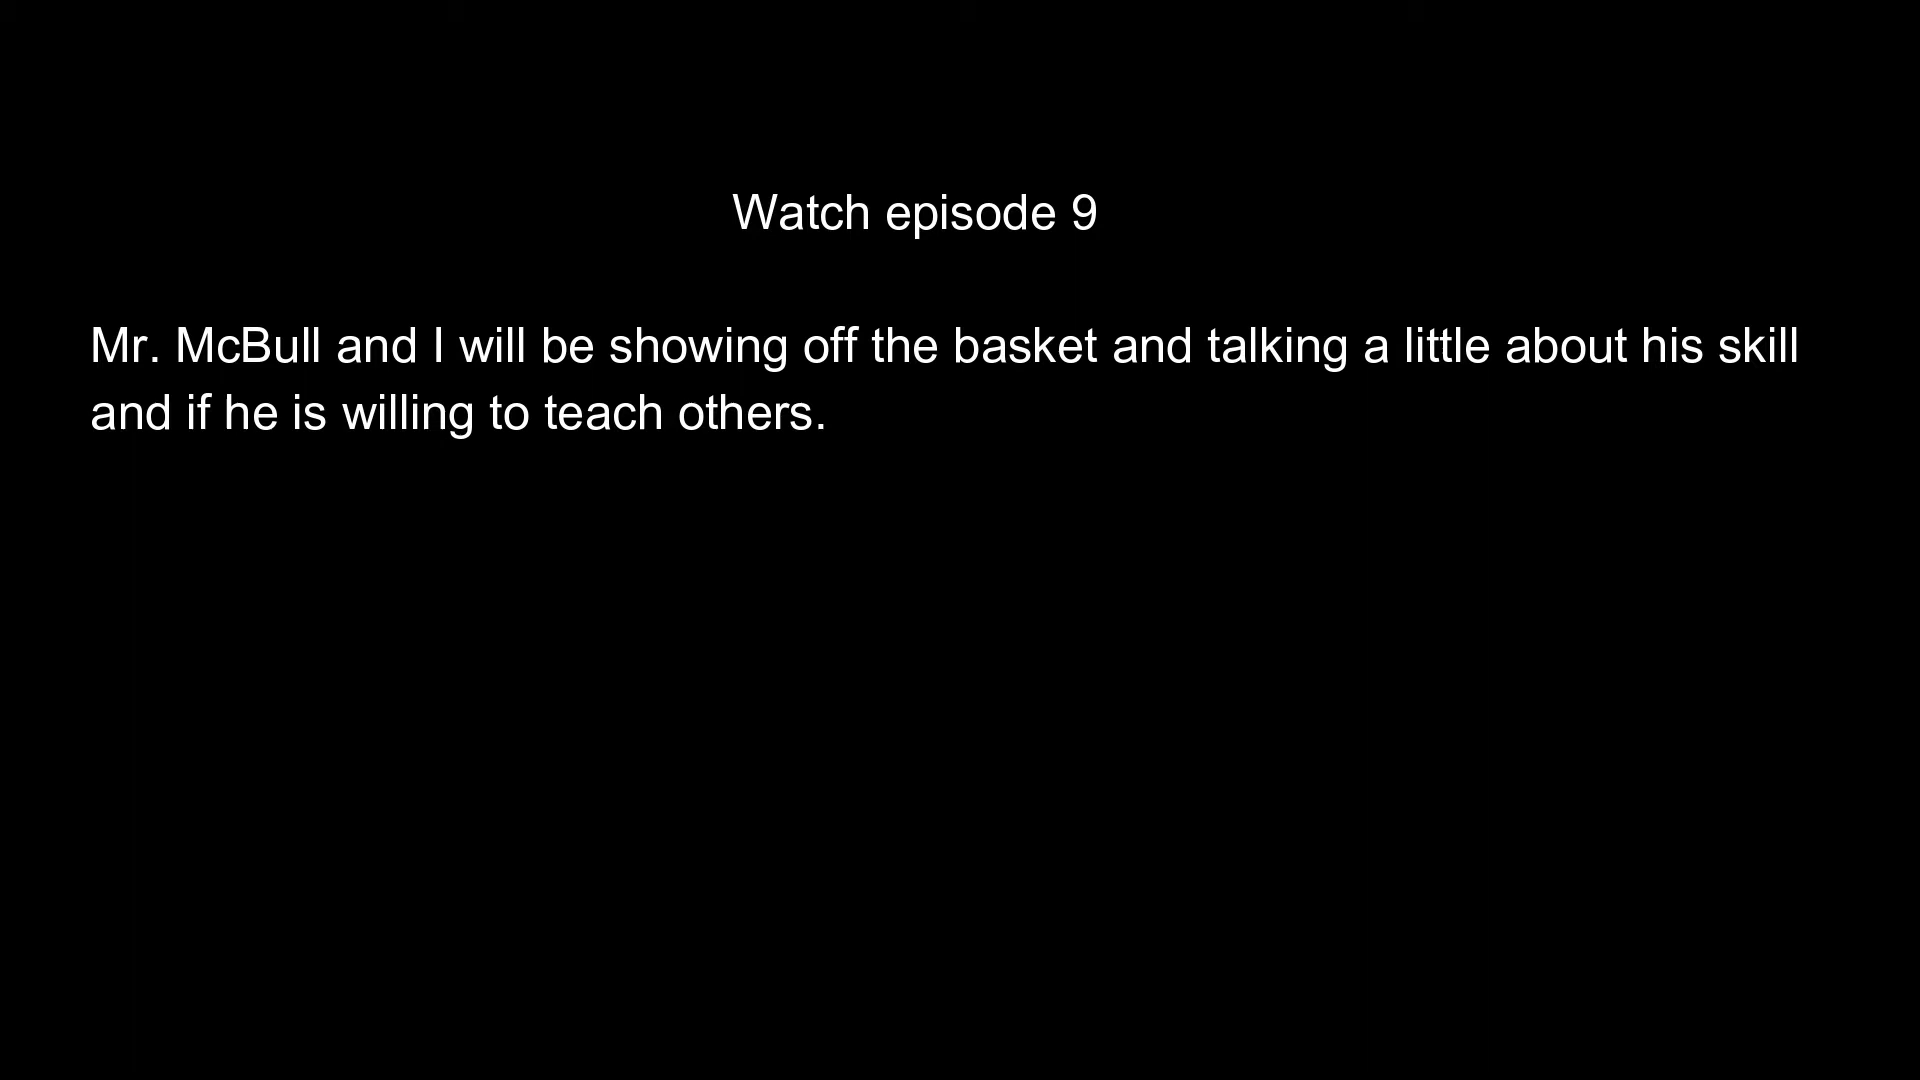 Watch episode 9
Mr. McBull and I will be showing off the basket and talking a little about his skill
and if he is willing to teach others.